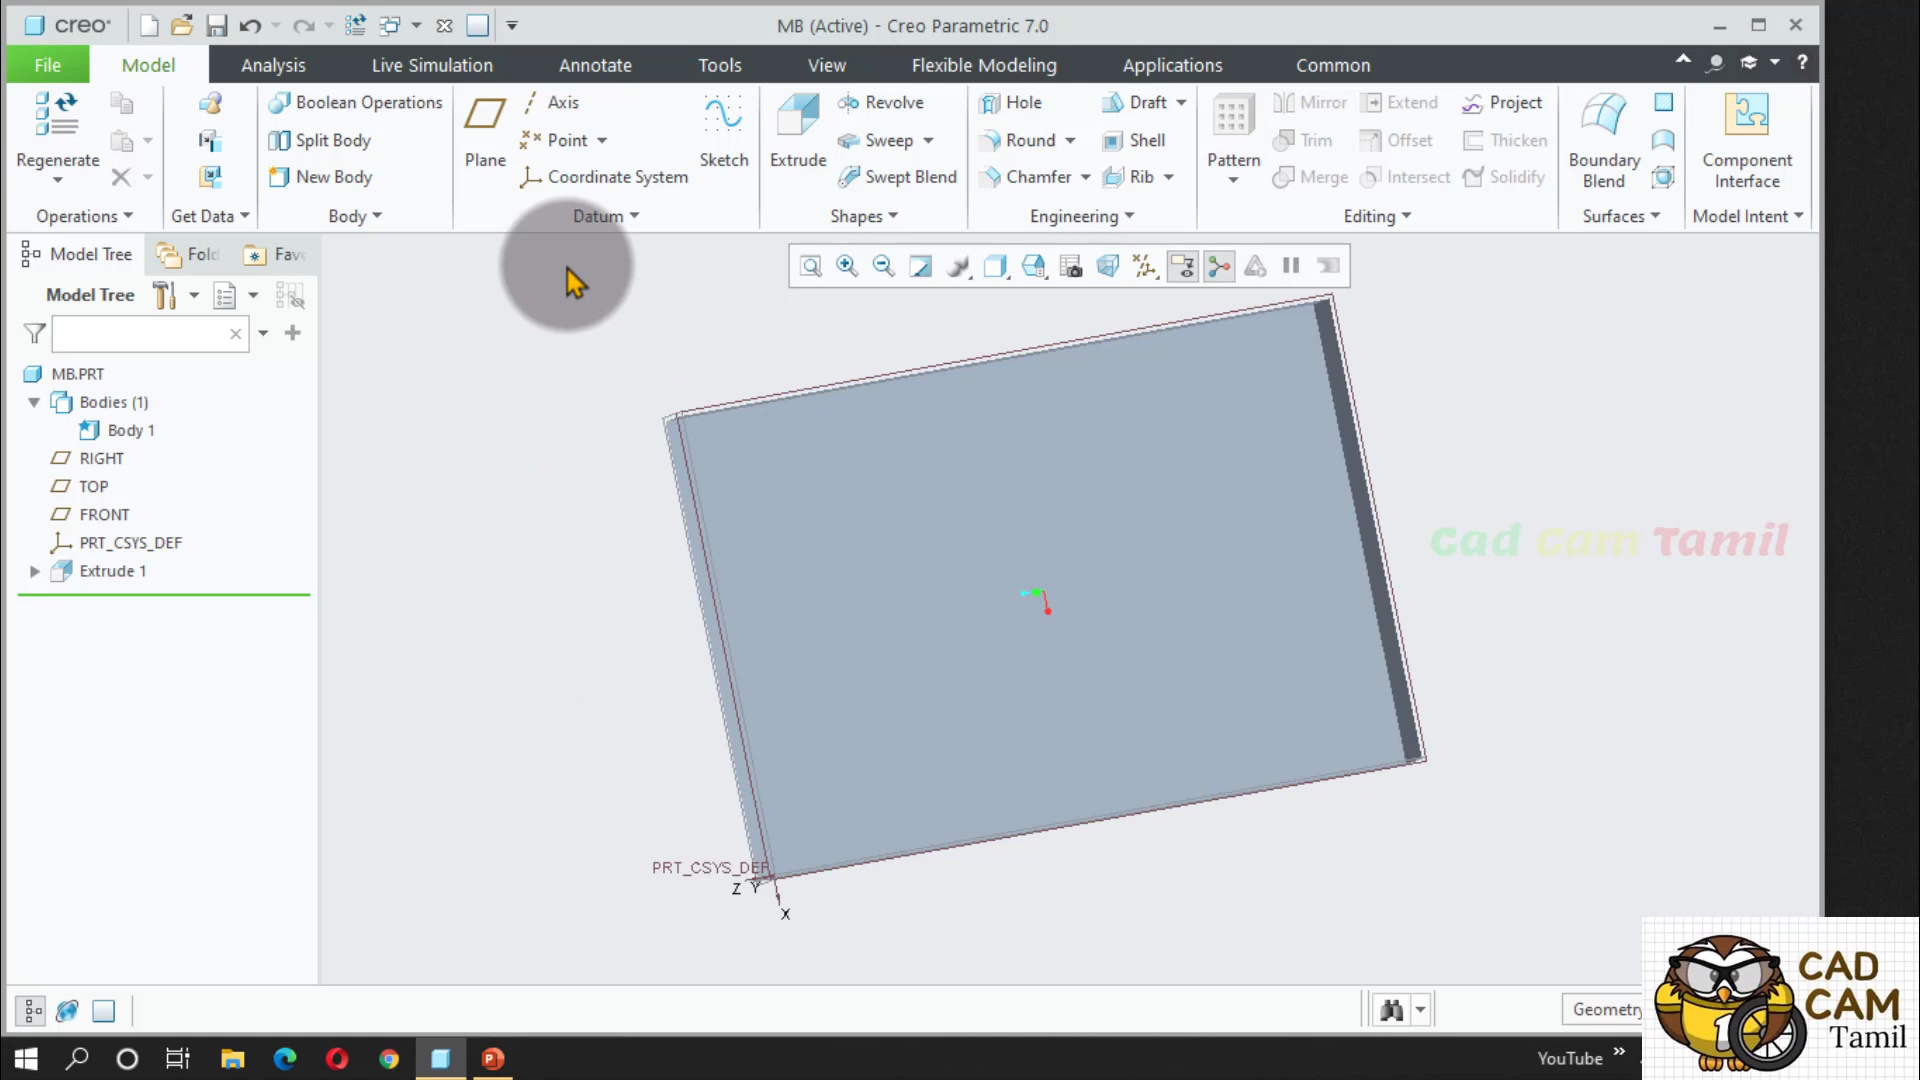 creo
MB (Active) - Creo Parametric 7.0
File
Model
Analysis
Live Simulation
Annotate
Tools
View
Flexible Modeling
Applications
Common
?
Regenerate
Operations
Get Data
Boolean Operations
Split Body
New Body
Body
Plane
Axis
Point
Coordinate System
Sketch
Datum
Extrude
Revolve
Sweep
Swept Blend
Shapes
Hole
Draft
Round
Shell
Chamfer
Rib
Engineering
Pattern
Mirror
Extend
Project
Trim
Offset
Thicken
Merge
Intersect
Solidify
Editing
Boundary
Blend
Surfaces
Component
Interface
Model Intent
Model Tree
Fold
Favo
Model Tree
MB.PRT
Bodies (1)
Body 1
RIGHT
TOP
FRONT
PRT_CSYS_DEF
Extrude 1
Cad Cam Tamil
PRT_CSYS_DEF
Z Y
X
Geometry
CAD
CAM
Tamil
YouTube